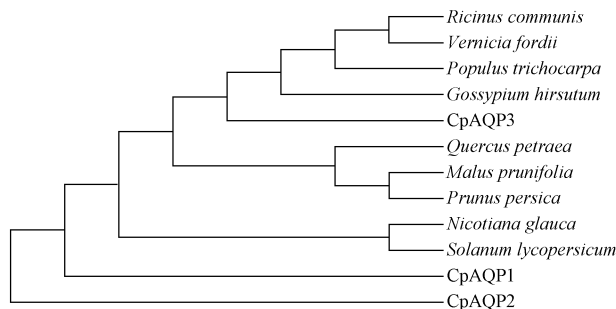 Ricinus communis
Vernicia fordii
Populus trichocarpa
Gossypium hirsutum
CpAQP3
Quercus petraea
Malus prunifolia
Prunus persica
Nicotiana glauca
Solanum lycopersicum
CpAQP1
CpAQP2